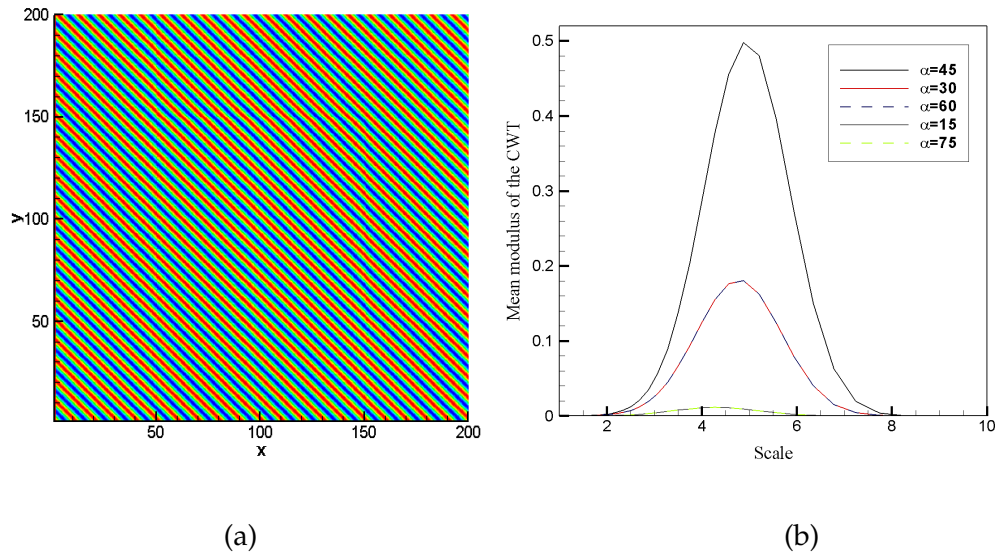 200
150
100
50
y
50
100
150
200
x
(a)
0.5
0.4
0.3
0.2
0.1
0
Mean modulus of the CWT
2
4
6
8
10
Scale
α=45
α=30
α=60
α=15
α=75
(b)